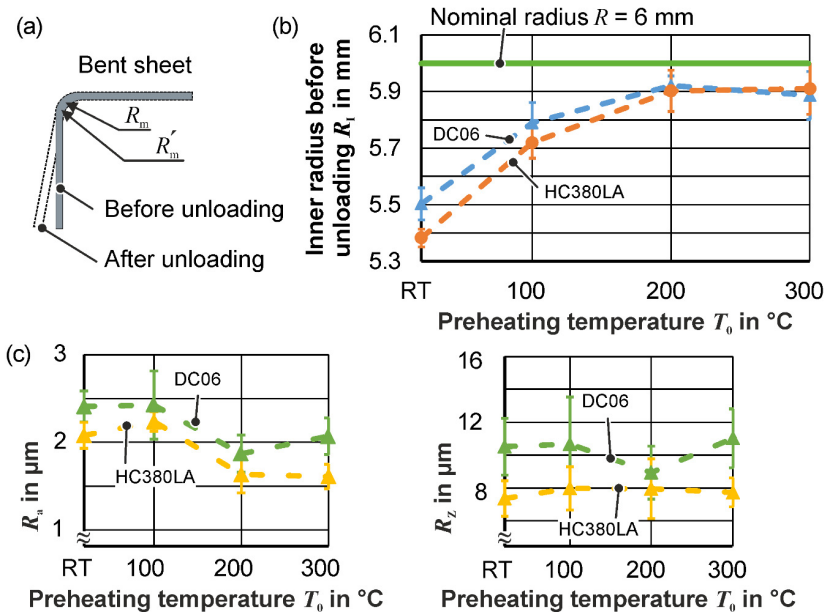 (a)
Bent sheet
Rm
R′m
Before unloading
After unloading
(b)
Nominal radius R = 6 mm
Inner radius before
unloading RI in mm
6.1
5.9
5.7
5.5
5.3
DC06
HC380LA
RT 100 200 300
Preheating temperature T0 in °C
(c)
Ra in µm
3
2
1
DC06
HC380LA
≈
RT 100 200 300
Preheating temperature T0 in °C
RZ in µm
16
12
8
DC06
HC380LA
≈
RT 100 200 300
Preheating temperature T0 in °C